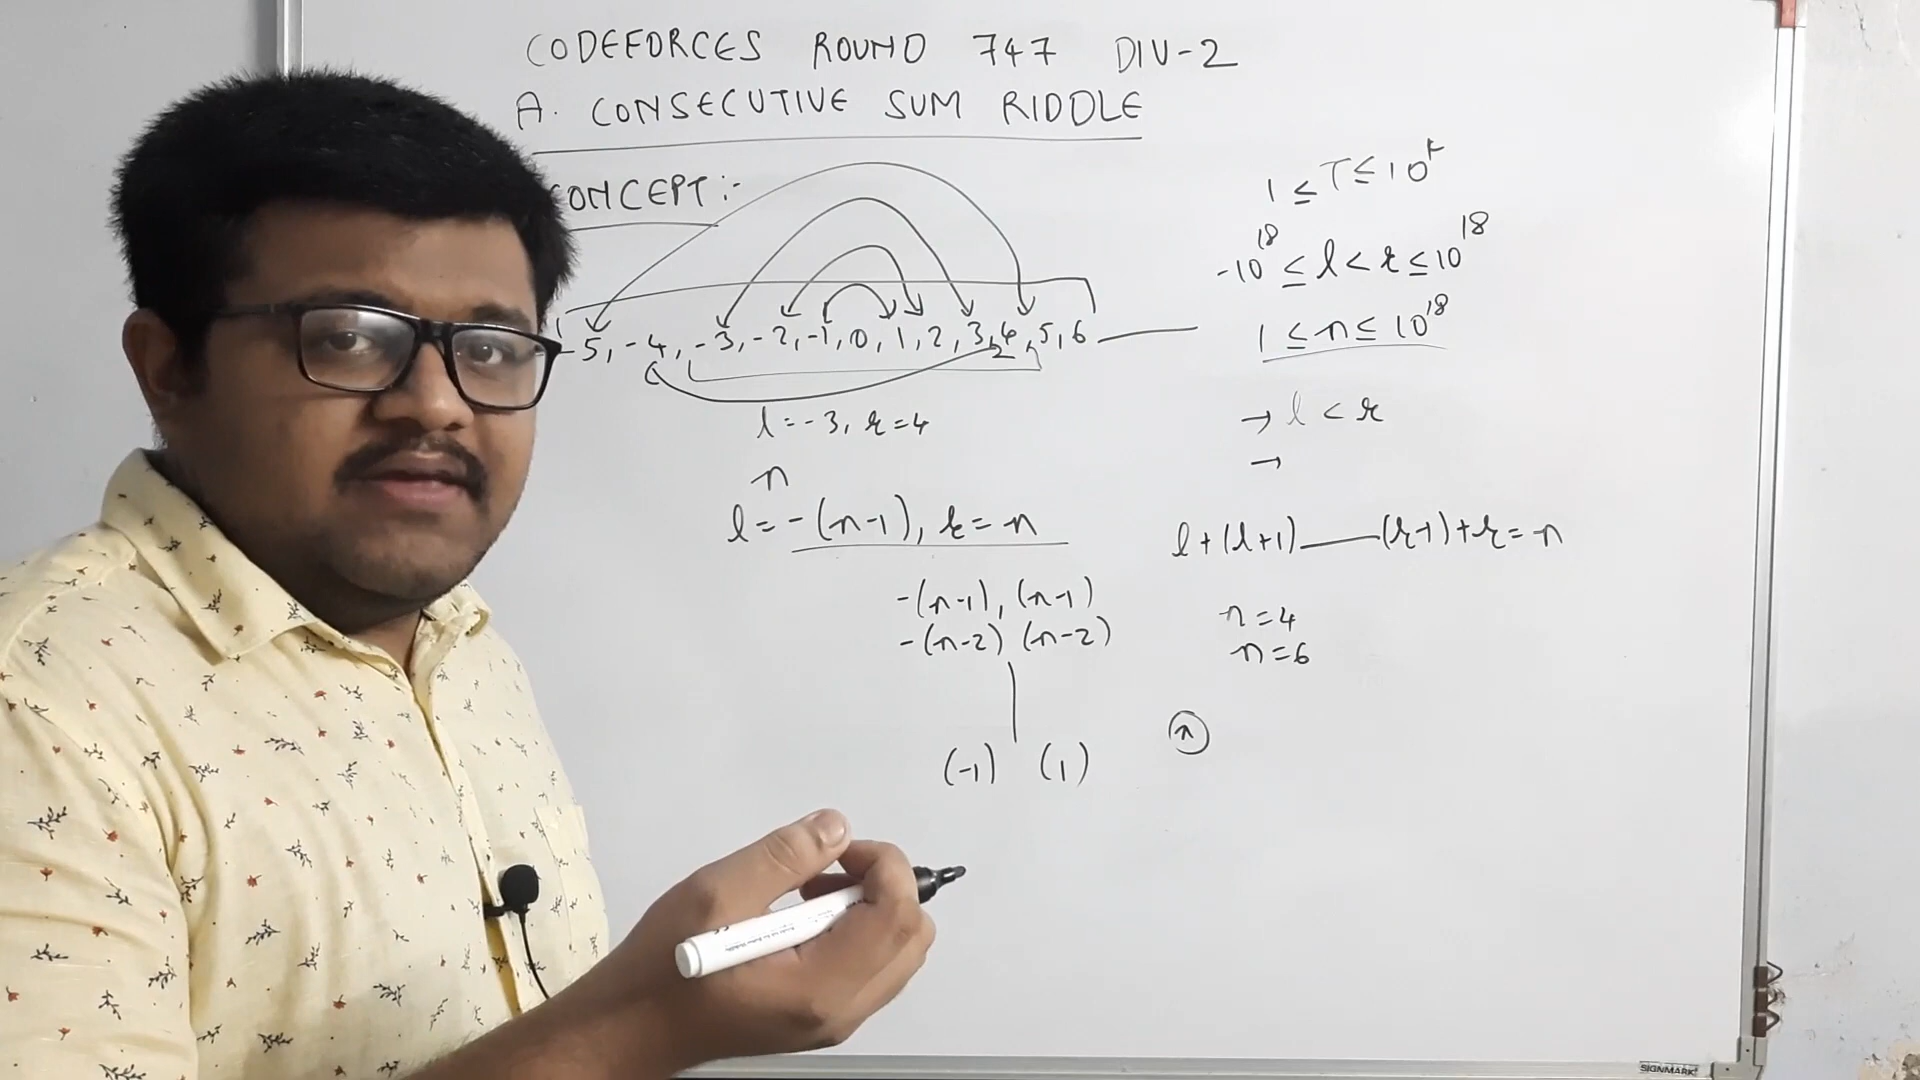 CODEFORCES ROUND 747 DIV-2
A. CONSECUTIVE SUM RIDDLE
CONCEPT:-
-5, -4, -3, -2, -1, 0, 1, 2, 3, 4, 5, 6
l=-3, r=4
n
l=-(n-1), r=n
-(n-1), (n-1)
-(n-2) (n-2)
(-1) (1)
1 ≤ T ≤ 10^t
-10^18 ≤ l < r ≤ 10^18
1 ≤ n ≤ 10^18
→ l < r
→
l+(l+1)——(r-1)+r=n
n=4
n=6
n
SIGNMARK